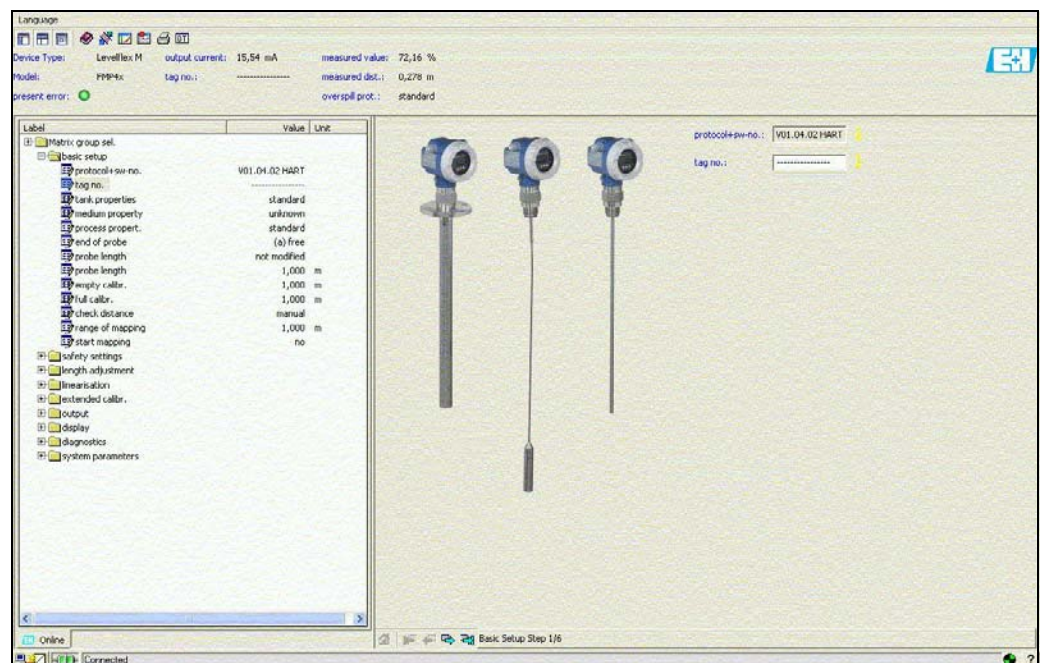 Language
Device Type: Levelflex M output current: 15,54 mA measured value: 72,16 %
Model: FMP4x tag no.: ---------------- measured dist.: 0,278 m
present error: overspill prot.: standard
E+H
Label Value Unit
Matrix group sel.
basic setup
protocol+sw-no. V01.04.02 HART
tag no. ----------------
tank properties standard
medium property unknown
process propert. standard
end of probe (a) free
probe length not modified
probe length 1,000 m
empty calibr. 1,000 m
full calibr. 1,000 m
check distance manual
range of mapping 1,000 m
start mapping no
safety settings
length adjustment
linearisation
extended calibr.
output
display
diagnostics
system parameters
protocol+sw-no.: V01.04.02 HART
tag no.: ----------------
Online
Basic Setup Step 1/6
Connected